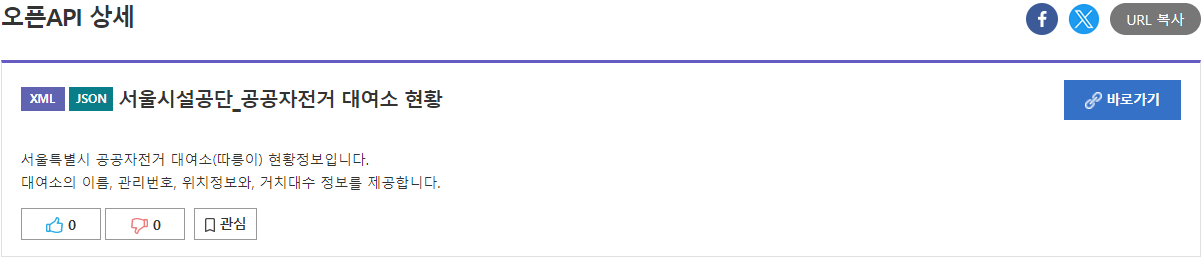 오픈API 상세
f
X
URL 복사
XML JSON 서울시설공단_공공자전거 대여소 현황
바로가기
서울특별시 공공자전거 대여소(따릉이) 현황정보입니다.
대여소의 이름, 관리번호, 위치정보와, 거치대수 정보를 제공합니다.
0
0
관심